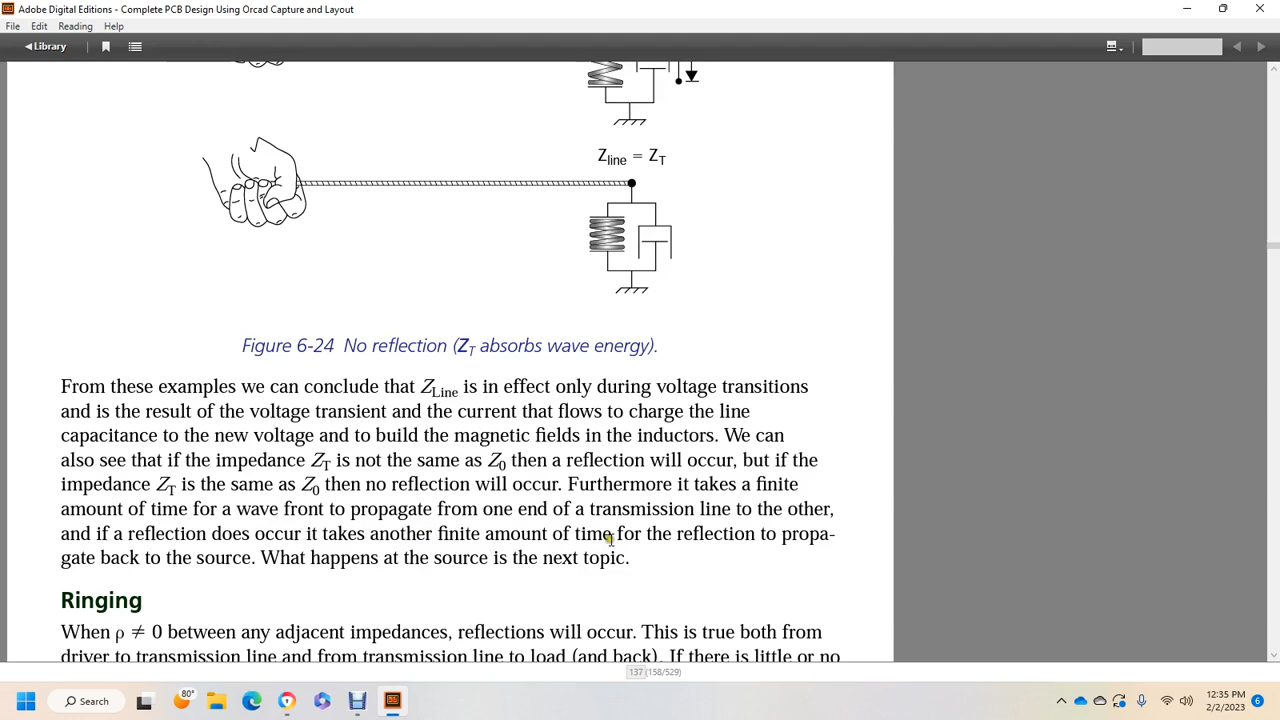 Adobe Digital Editions - Complete PCB Design Using Orcad Capture and Layout
File Edit Reading Help
◀ Library
Zline = ZT
Figure 6-24 No reflection (ZT absorbs wave energy).
From these examples we can conclude that ZLine is in effect only during voltage transitions
and is the result of the voltage transient and the current that flows to charge the line
capacitance to the new voltage and to build the magnetic fields in the inductors. We can
also see that if the impedance ZT is not the same as Z0 then a reflection will occur, but if the
impedance ZT is the same as Z0 then no reflection will occur. Furthermore it takes a finite
amount of time for a wave front to propagate from one end of a transmission line to the other,
and if a reflection does occur it takes another finite amount of time for the reflection to propa-
gate back to the source. What happens at the source is the next topic.
Ringing
When ρ ≠ 0 between any adjacent impedances, reflections will occur. This is true both from
driver to transmission line and from transmission line to load (and back). If there is little or no
137 (158/529)
Search
80°
12:35 PM
2/2/2023
6